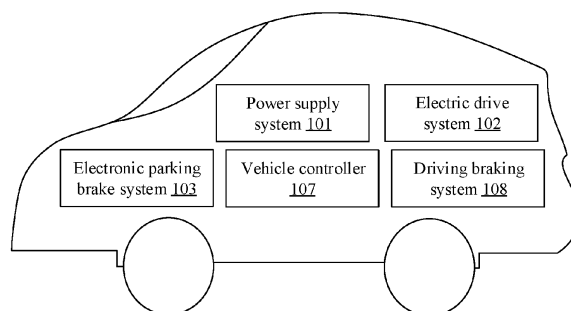 Power supply
system 101
Electric drive
system 102
Electronic parking
brake system 103
Vehicle controller
107
Driving braking
system 108